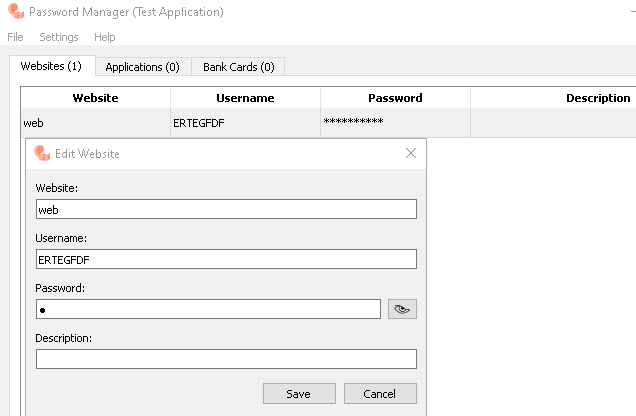 Password Manager (Test Application)
File Settings Help
Websites (1) Applications (0) Bank Cards (0)
Website Username Password Description
web ERTEGFDF **********
Edit Website
Website:
web
Username:
ERTEGFDF
Password:
●
Description:
Save Cancel